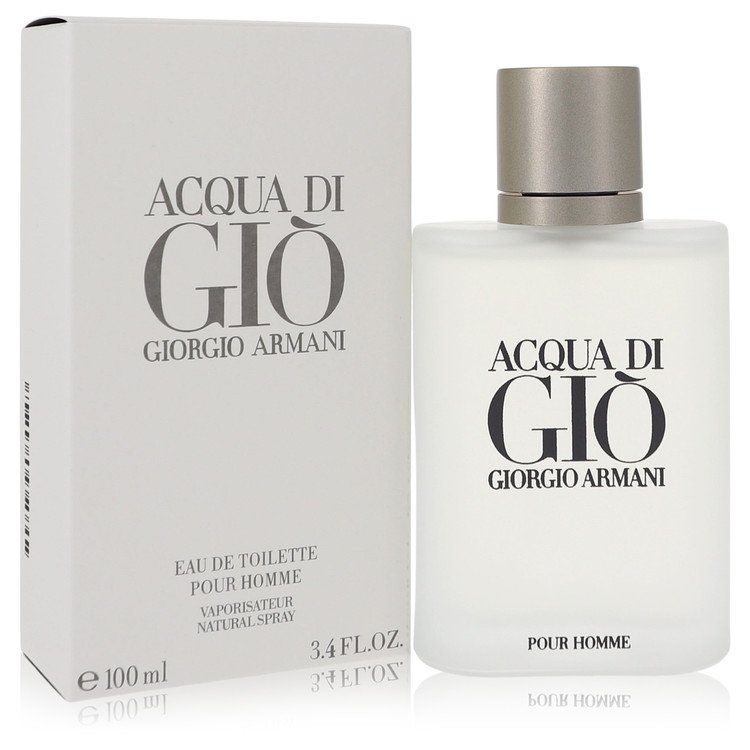 ACQUA DI
GIÒ
GIORGIO ARMANI
EAU DE TOILETTE
POUR HOMME
VAPORISATEUR
NATURAL SPRAY
e 100 ml
3.4 FL.OZ.
ACQUA DI
GIÒ
GIORGIO ARMANI
POUR HOMME